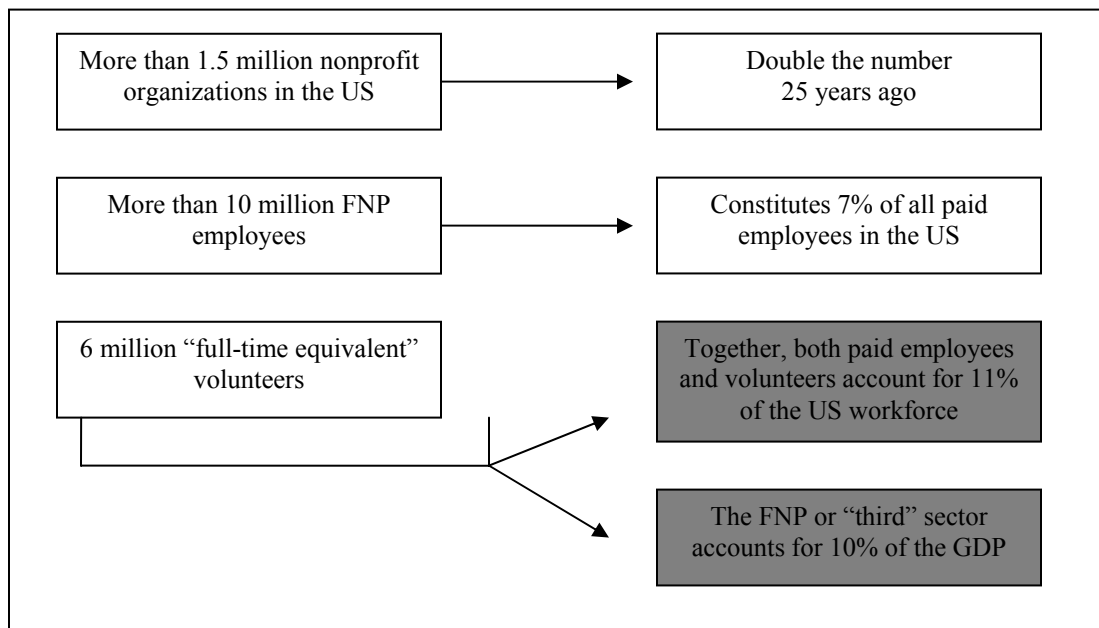 More than 1.5 million nonprofit
organizations in the US
Double the number
25 years ago
More than 10 million FNP
employees
Constitutes 7% of all paid
employees in the US
6 million “full-time equivalent”
volunteers
Together, both paid employees
and volunteers account for 11%
of the US workforce
The FNP or “third” sector
accounts for 10% of the GDP